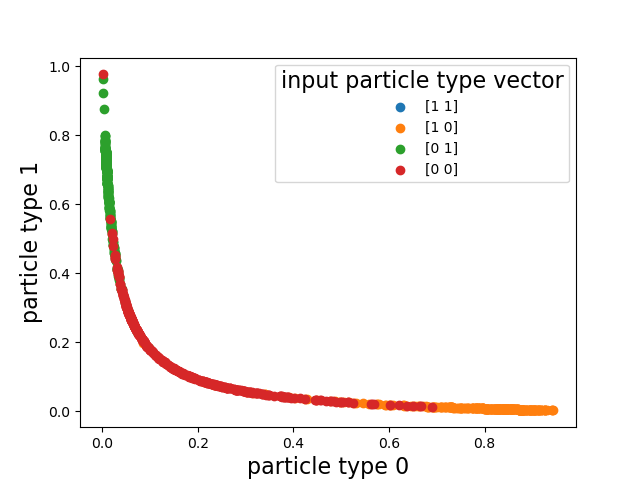 input particle type vector
[1 1]
[1 0]
[0 1]
[0 0]
particle type 1
1.0
0.8
0.6
0.4
0.2
0.0
0.0 0.2 0.4 0.6 0.8
particle type 0